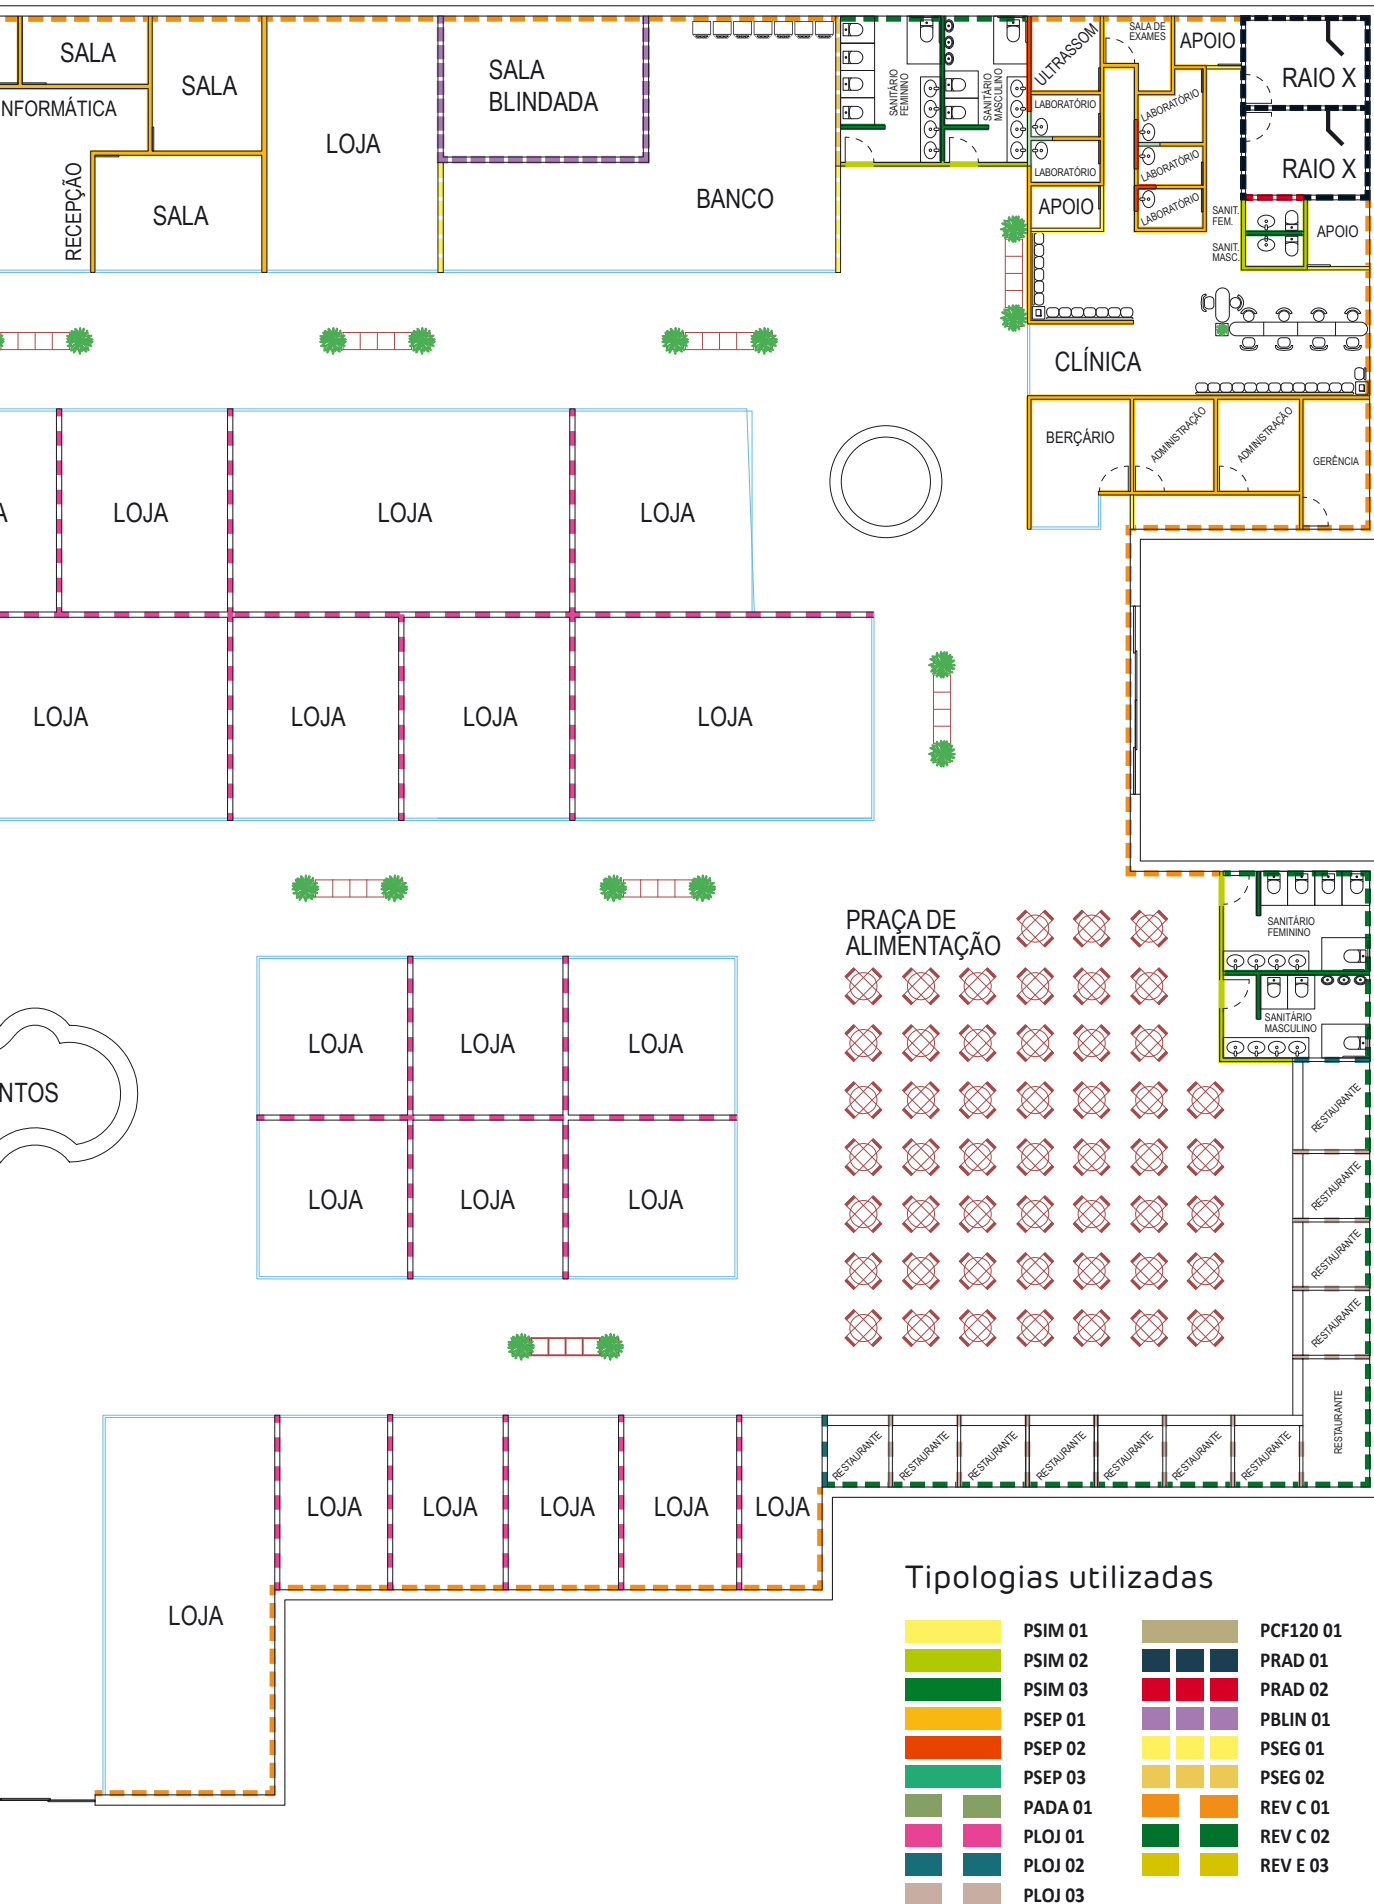 SALA
SALA
NFORMÁTICA
RECEPÇÃO
SALA
LOJA
SALA
BLINDADA
BANCO
SANITÁRIO
FEMININO
SANITÁRIO
MASCULINO
ULTRASSOM
SALA DE
EXAMES
APOIO
RAIO X
RAIO X
LABORATÓRIO
LABORATÓRIO
LABORATÓRIO
LABORATÓRIO
LABORATÓRIO
APOIO
SANIT.
FEM.
SANIT.
MASC.
APOIO
CLÍNICA
BERÇÁRIO
ADMINISTRAÇÃO
ADMINISTRAÇÃO
GERÊNCIA
A
LOJA
LOJA
LOJA
LOJA
LOJA
LOJA
LOJA
PRAÇA DE
ALIMENTAÇÃO
SANITÁRIO
FEMININO
SANITÁRIO
MASCULINO
LOJA
LOJA
LOJA
NTOS
LOJA
LOJA
LOJA
RESTAURANTE
RESTAURANTE
RESTAURANTE
RESTAURANTE
RESTAURANTE
RESTAURANTE
RESTAURANTE
RESTAURANTE
RESTAURANTE
RESTAURANTE
RESTAURANTE
RESTAURANTE
LOJA
LOJA
LOJA
LOJA
LOJA
LOJA
Tipologias utilizadas
PSIM 01
PSIM 02
PSIM 03
PSEP 01
PSEP 02
PSEP 03
PADA 01
PLOJ 01
PLOJ 02
PLOJ 03
PCF120 01
PRAD 01
PRAD 02
PBLIN 01
PSEG 01
PSEG 02
REV C 01
REV C 02
REV E 03